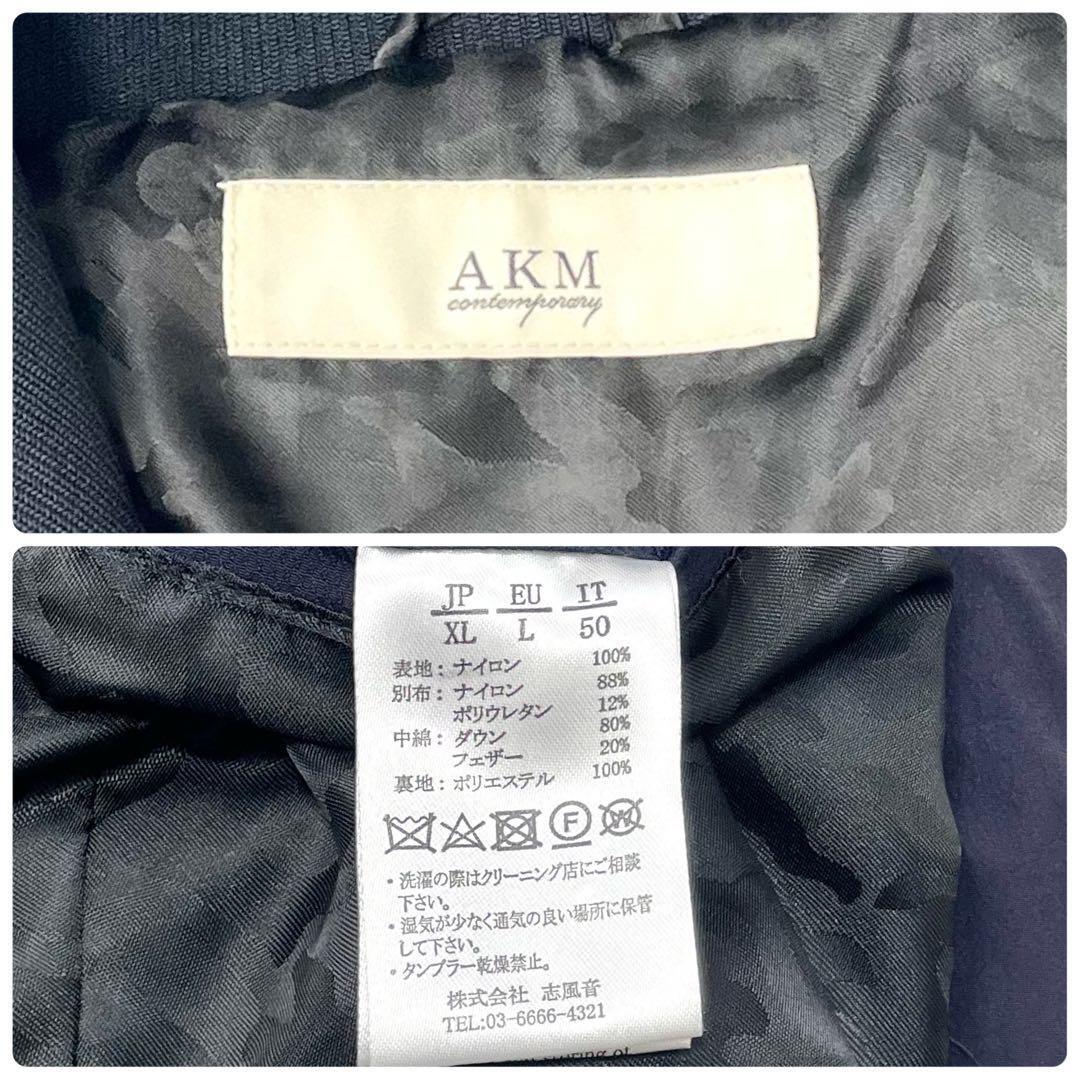 AKM
contemporary
JP EU IT
XL L 50
表地：ナイロン 100%
別布：ナイロン 88%
ポリウレタン 12%
中綿：ダウン 80%
フェザー 20%
裏地：ポリエステル 100%
F W
・洗濯の際はクリーニング店にご相談
下さい。
・湿気が少なく通気の良い場所に保管
して下さい。
・タンブラー乾燥禁止。
株式会社 志風音
TEL:03-6666-4321